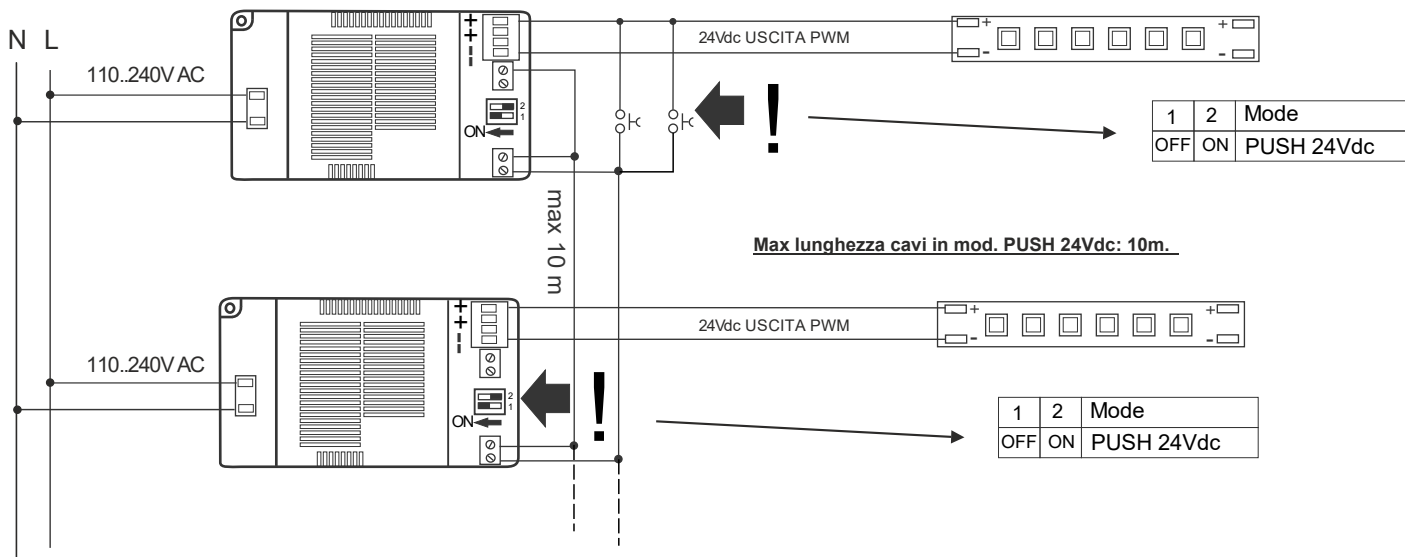 N L
110..240V AC
+
+
-
-
2
1
ON
24Vdc USCITA PWM
+ +
- -
!
1 2 Mode
OFF ON PUSH 24Vdc
max 10 m
Max lunghezza cavi in mod. PUSH 24Vdc: 10m.
110..240V AC
+
+
-
-
2
1
ON
24Vdc USCITA PWM
+ +
- -
!
1 2 Mode
OFF ON PUSH 24Vdc